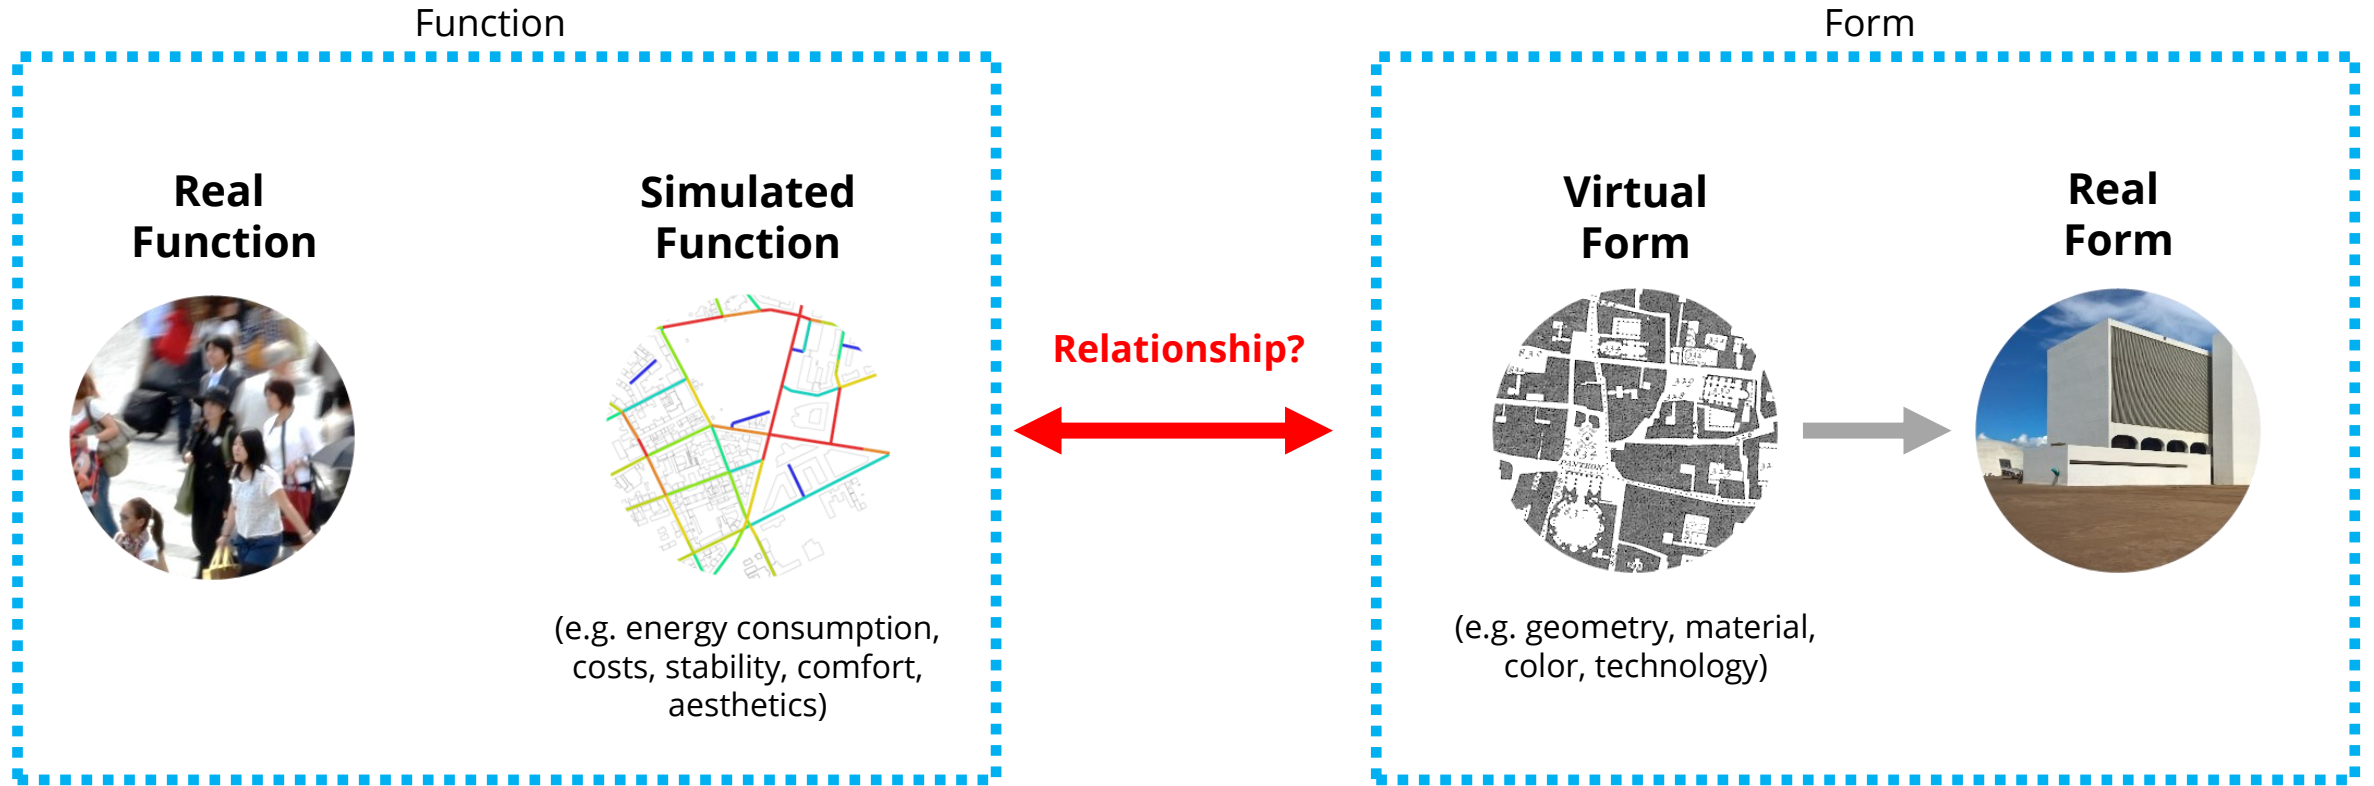 Function
Real
Function
Simulated
Function
(e.g. energy consumption,
costs, stability, comfort,
aesthetics)
Relationship?
Form
Virtual
Form
(e.g. geometry, material,
color, technology)
Real
Form